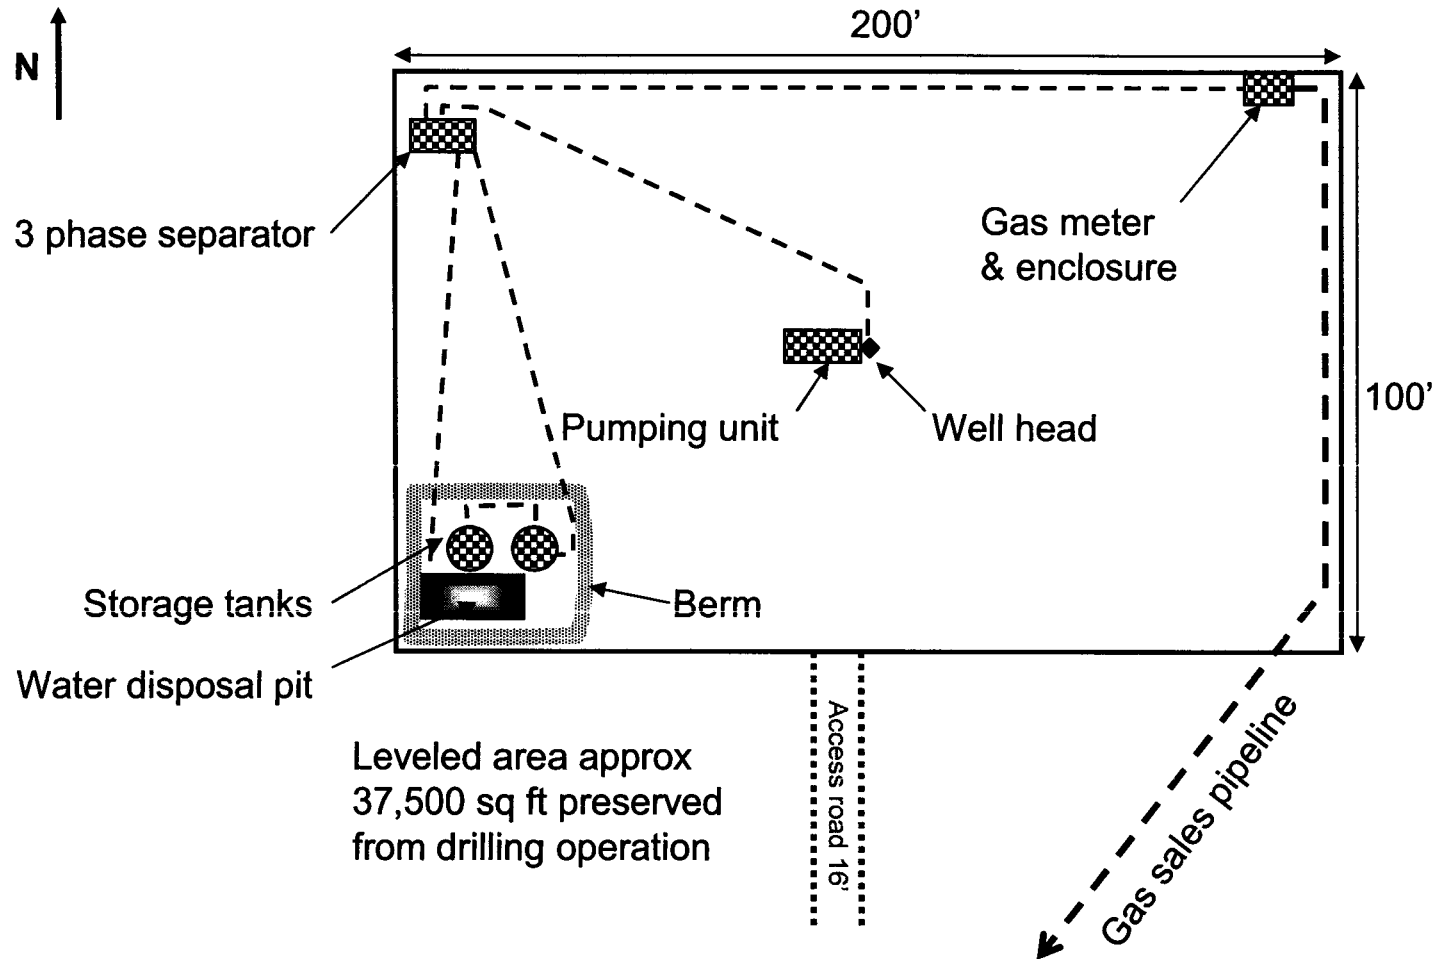 200’
N
3 phase separator
Gas meter
& enclosure
100’
Pumping unit
Well head
Storage tanks
Berm
Water disposal pit
Access road 16’
Leveled area approx
37,500 sq ft preserved
from drilling operation
Gas sales pipeline